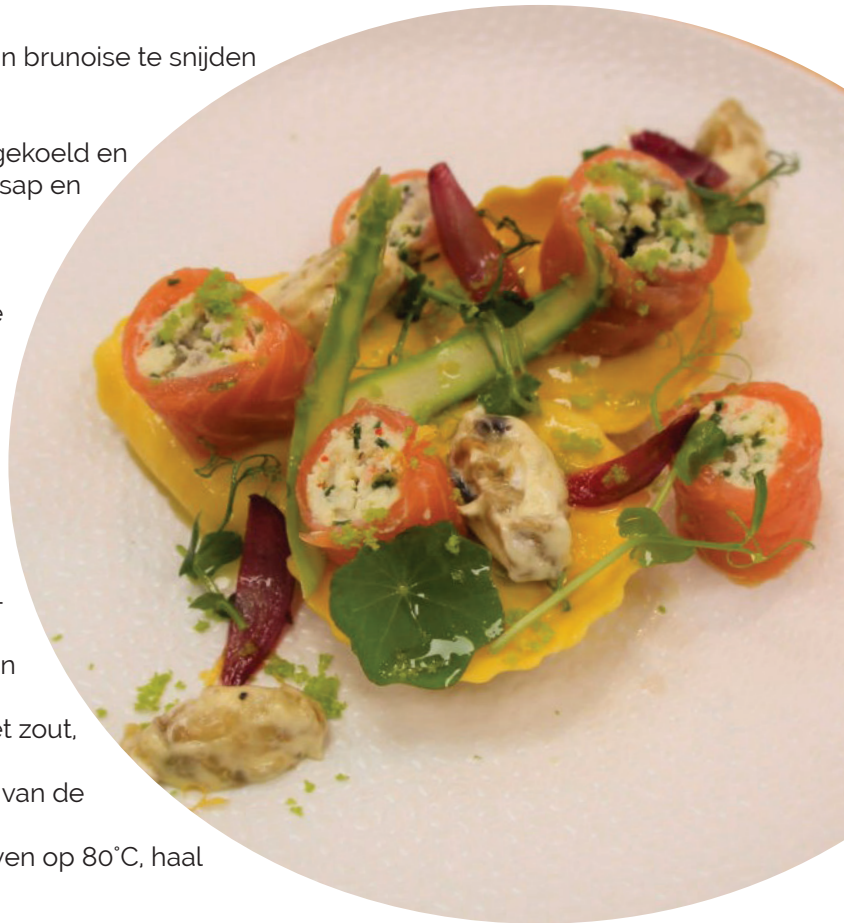 n brunoise te snijden
gekoeld en
sap en
e
n
et zout,
van de
ven op 80°C, haal